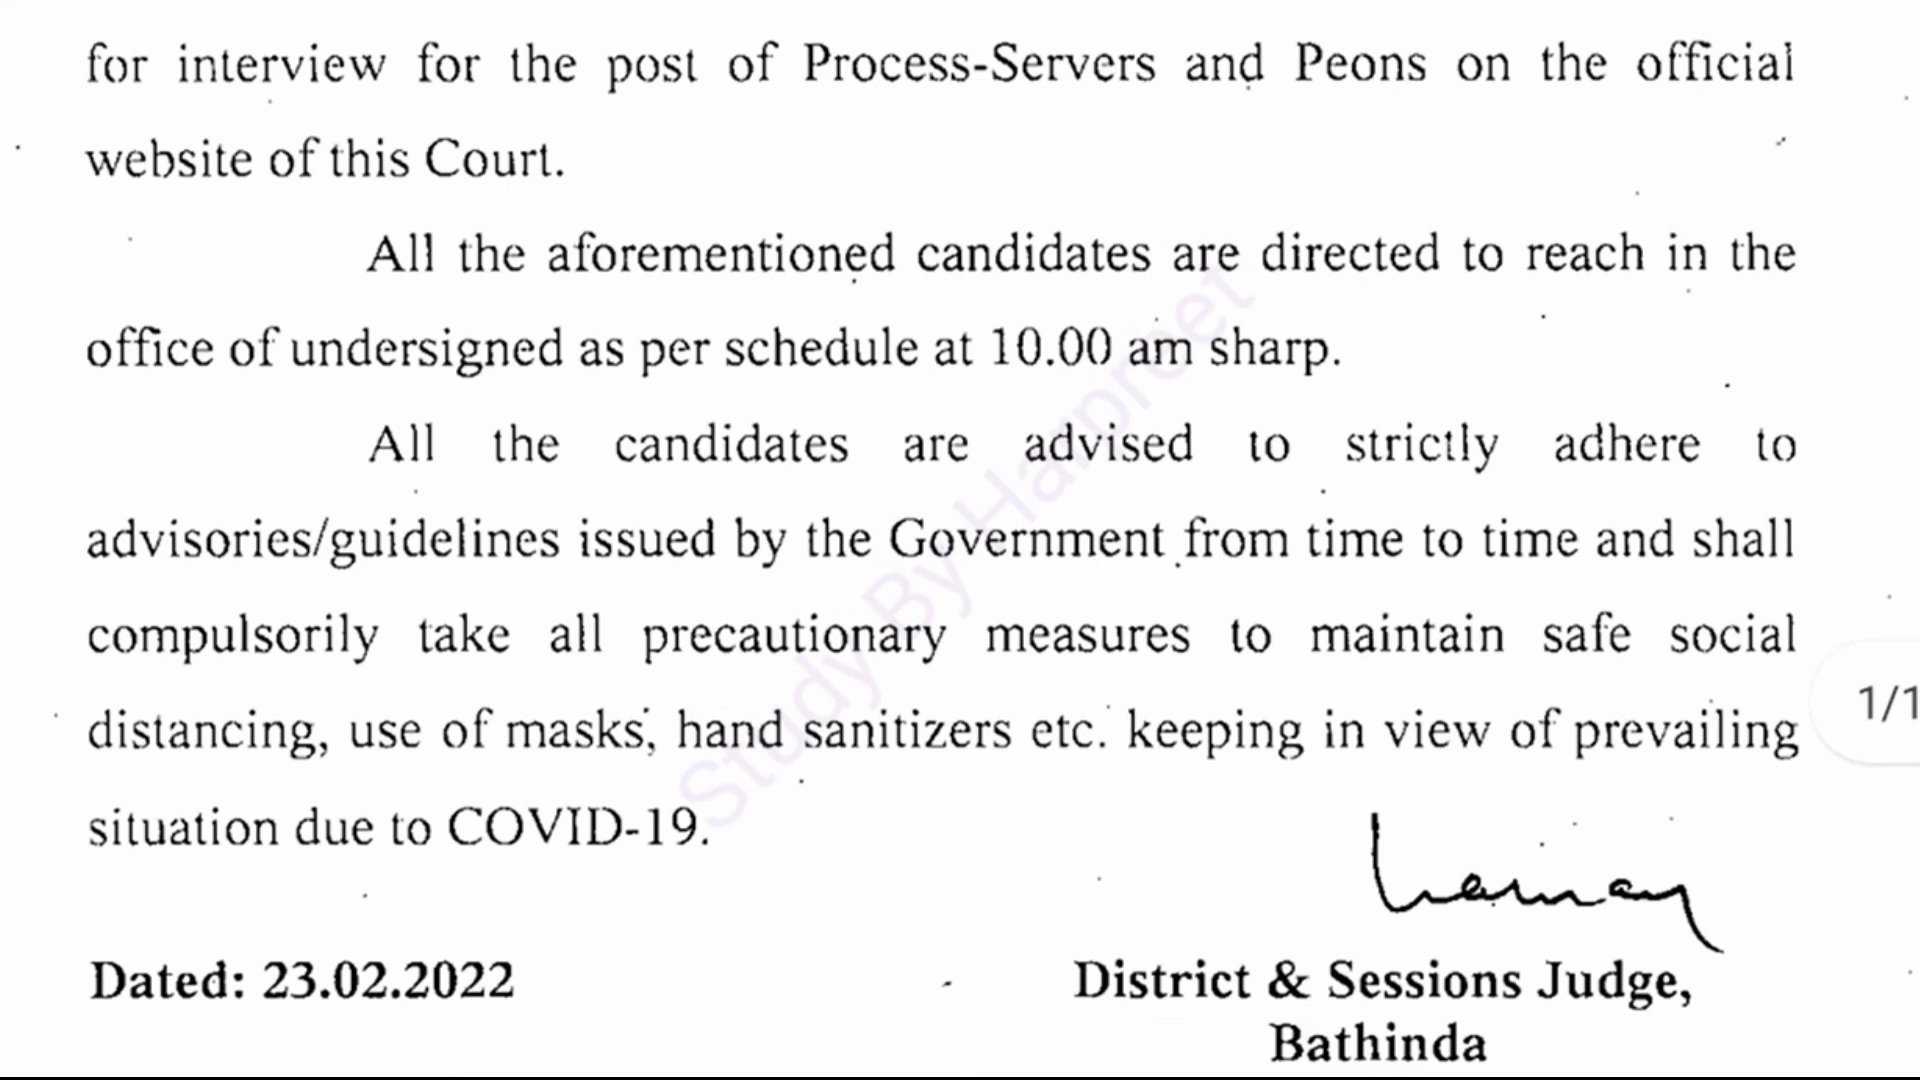 for interview for the post of Process-Servers and Peons on the official
website of this Court.
All the aforementioned candidates are directed to reach in the
office of undersigned as per schedule at 10.00 am sharp.
All the candidates are advised to strictly adhere to
advisories/guidelines issued by the Government from time to time and shall
compulsorily take all precautionary measures to maintain safe social
distancing, use of masks, hand sanitizers etc. keeping in view of prevailing
situation due to COVID-19.
Study By Harpreet
1/1
Dated: 23.02.2022
District & Sessions Judge,
Bathinda